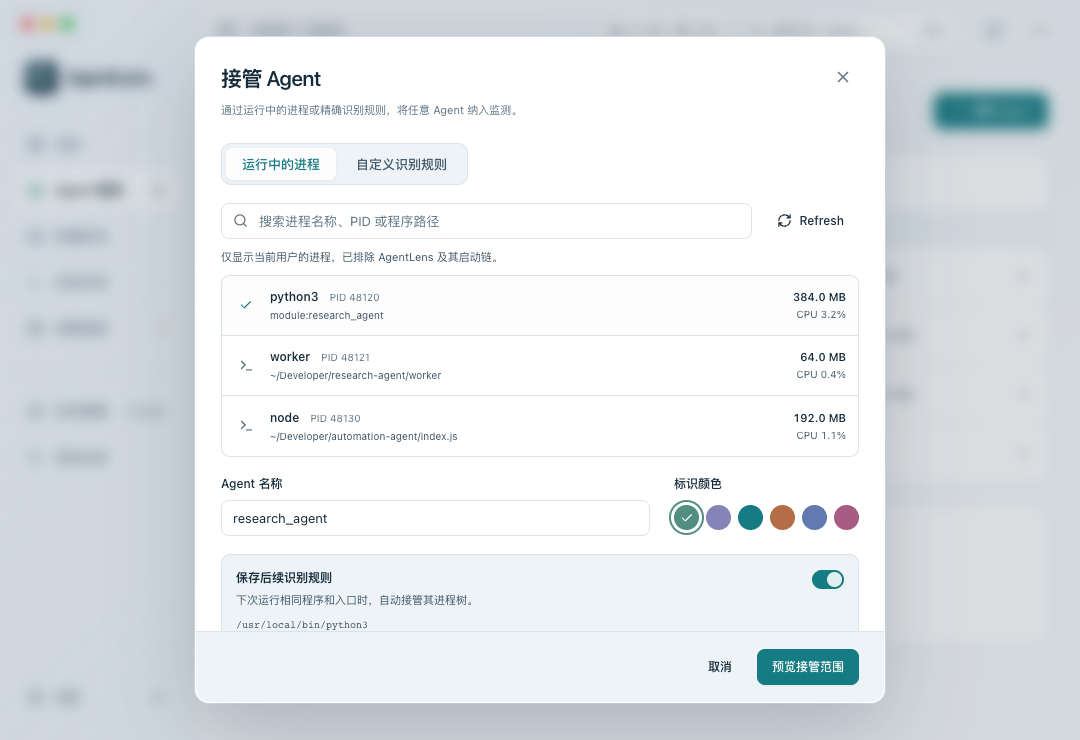 接管 Agent
通过运行中的进程或精确识别规则，将任意 Agent 纳入监测。
运行中的进程
自定义识别规则
搜索进程名称、PID 或程序路径
Refresh
仅显示当前用户的进程，已排除 AgentLens 及其启动链。
python3 PID 48120
384.0 MB
module:research_agent
CPU 3.2%
worker PID 48121
64.0 MB
~/Developer/research-agent/worker
CPU 0.4%
node PID 48130
192.0 MB
~/Developer/automation-agent/index.js
CPU 1.1%
Agent 名称
标识颜色
research_agent
保存后续识别规则
下次运行相同程序和入口时，自动接管其进程树。
/usr/local/bin/python3
取消
预览接管范围